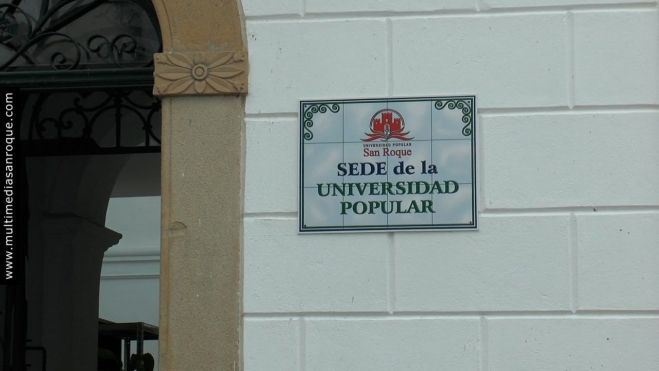 www.multimediasanroque.com
UNIVERSIDAD POPULAR
San Roque
SEDE de la
UNIVERSIDAD
POPULAR